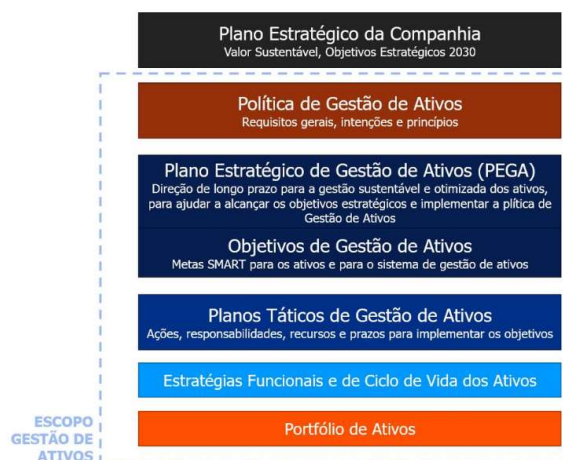 Plano Estratégico da Companhia
Valor Sustentável, Objetivos Estratégicos 2030
Política de Gestão de Ativos
Requisitos gerais, intenções e princípios
Plano Estratégico de Gestão de Ativos (PEGA)
Direção de longo prazo para a gestão sustentável e otimizada dos ativos,
para ajudar a alcançar os objetivos estratégicos e implementar a plítica de
Gestão de Ativos
Objetivos de Gestão de Ativos
Metas SMART para os ativos e para o sistema de gestão de ativos
Planos Táticos de Gestão de Ativos
Ações, responsabilidades, recursos e prazos para implementar os objetivos
Estratégias Funcionais e de Ciclo de Vida dos Ativos
Portfólio de Ativos
ESCOPO
GESTÃO DE
ATIVOS